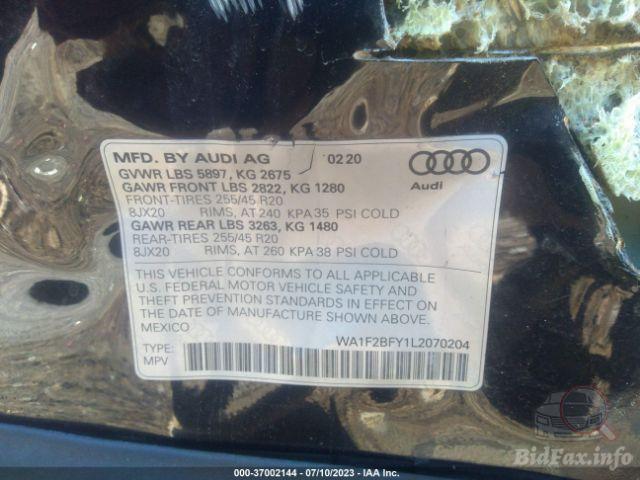 MFD. BY AUDI AG 02 20
GVWR LBS 5897, KG 2675
GAWR FRONT LBS 2822, KG 1280
FRONT-TIRES 255/45 R20
8JX20 RIMS, AT 240 KPA 35 PSI COLD
GAWR REAR LBS 3263, KG 1480
REAR-TIRES 255/45 R20
8JX20 RIMS, AT 260 KPA 38 PSI COLD
Audi
THIS VEHICLE CONFORMS TO ALL APPLICABLE
U.S. FEDERAL MOTOR VEHICLE SAFETY AND
THEFT PREVENTION STANDARDS IN EFFECT ON
THE DATE OF MANUFACTURE SHOWN ABOVE.
MEXICO
WA1F2BFY1L2070204
TYPE:
MPV
BidFax.info
000-37002144 - 07/10/2023 - IAA Inc.